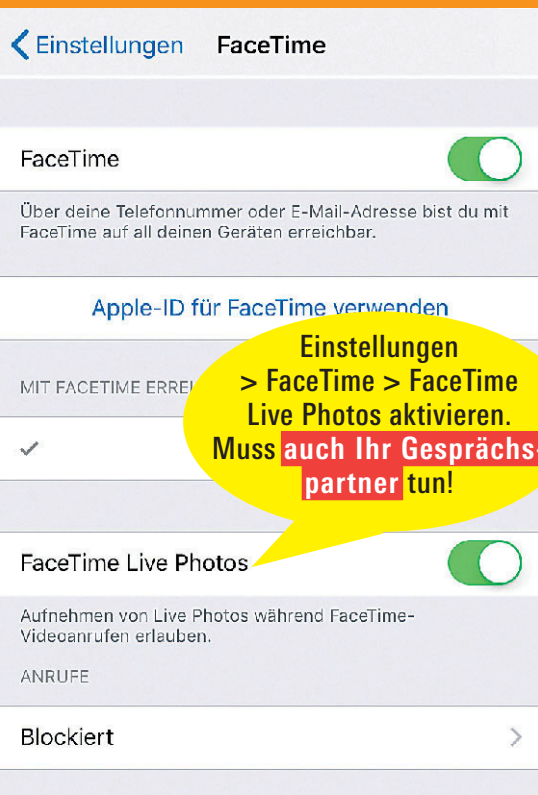 Einstellungen FaceTime
FaceTime
Über deine Telefonnummer oder E-Mail-Adresse bist du mit
FaceTime auf all deinen Geräten erreichbar.
Apple-ID für FaceTime verwenden
MIT FACETIME
Einstellungen
> FaceTime > FaceTime
Live Photos aktivieren.
Muss auch Ihr Gesprächs-
partner tun!
FaceTime Live Photos
Aufnehmen von Live Photos während FaceTime-
Videoanrufen erlauben.
ANRUFE
Blockiert